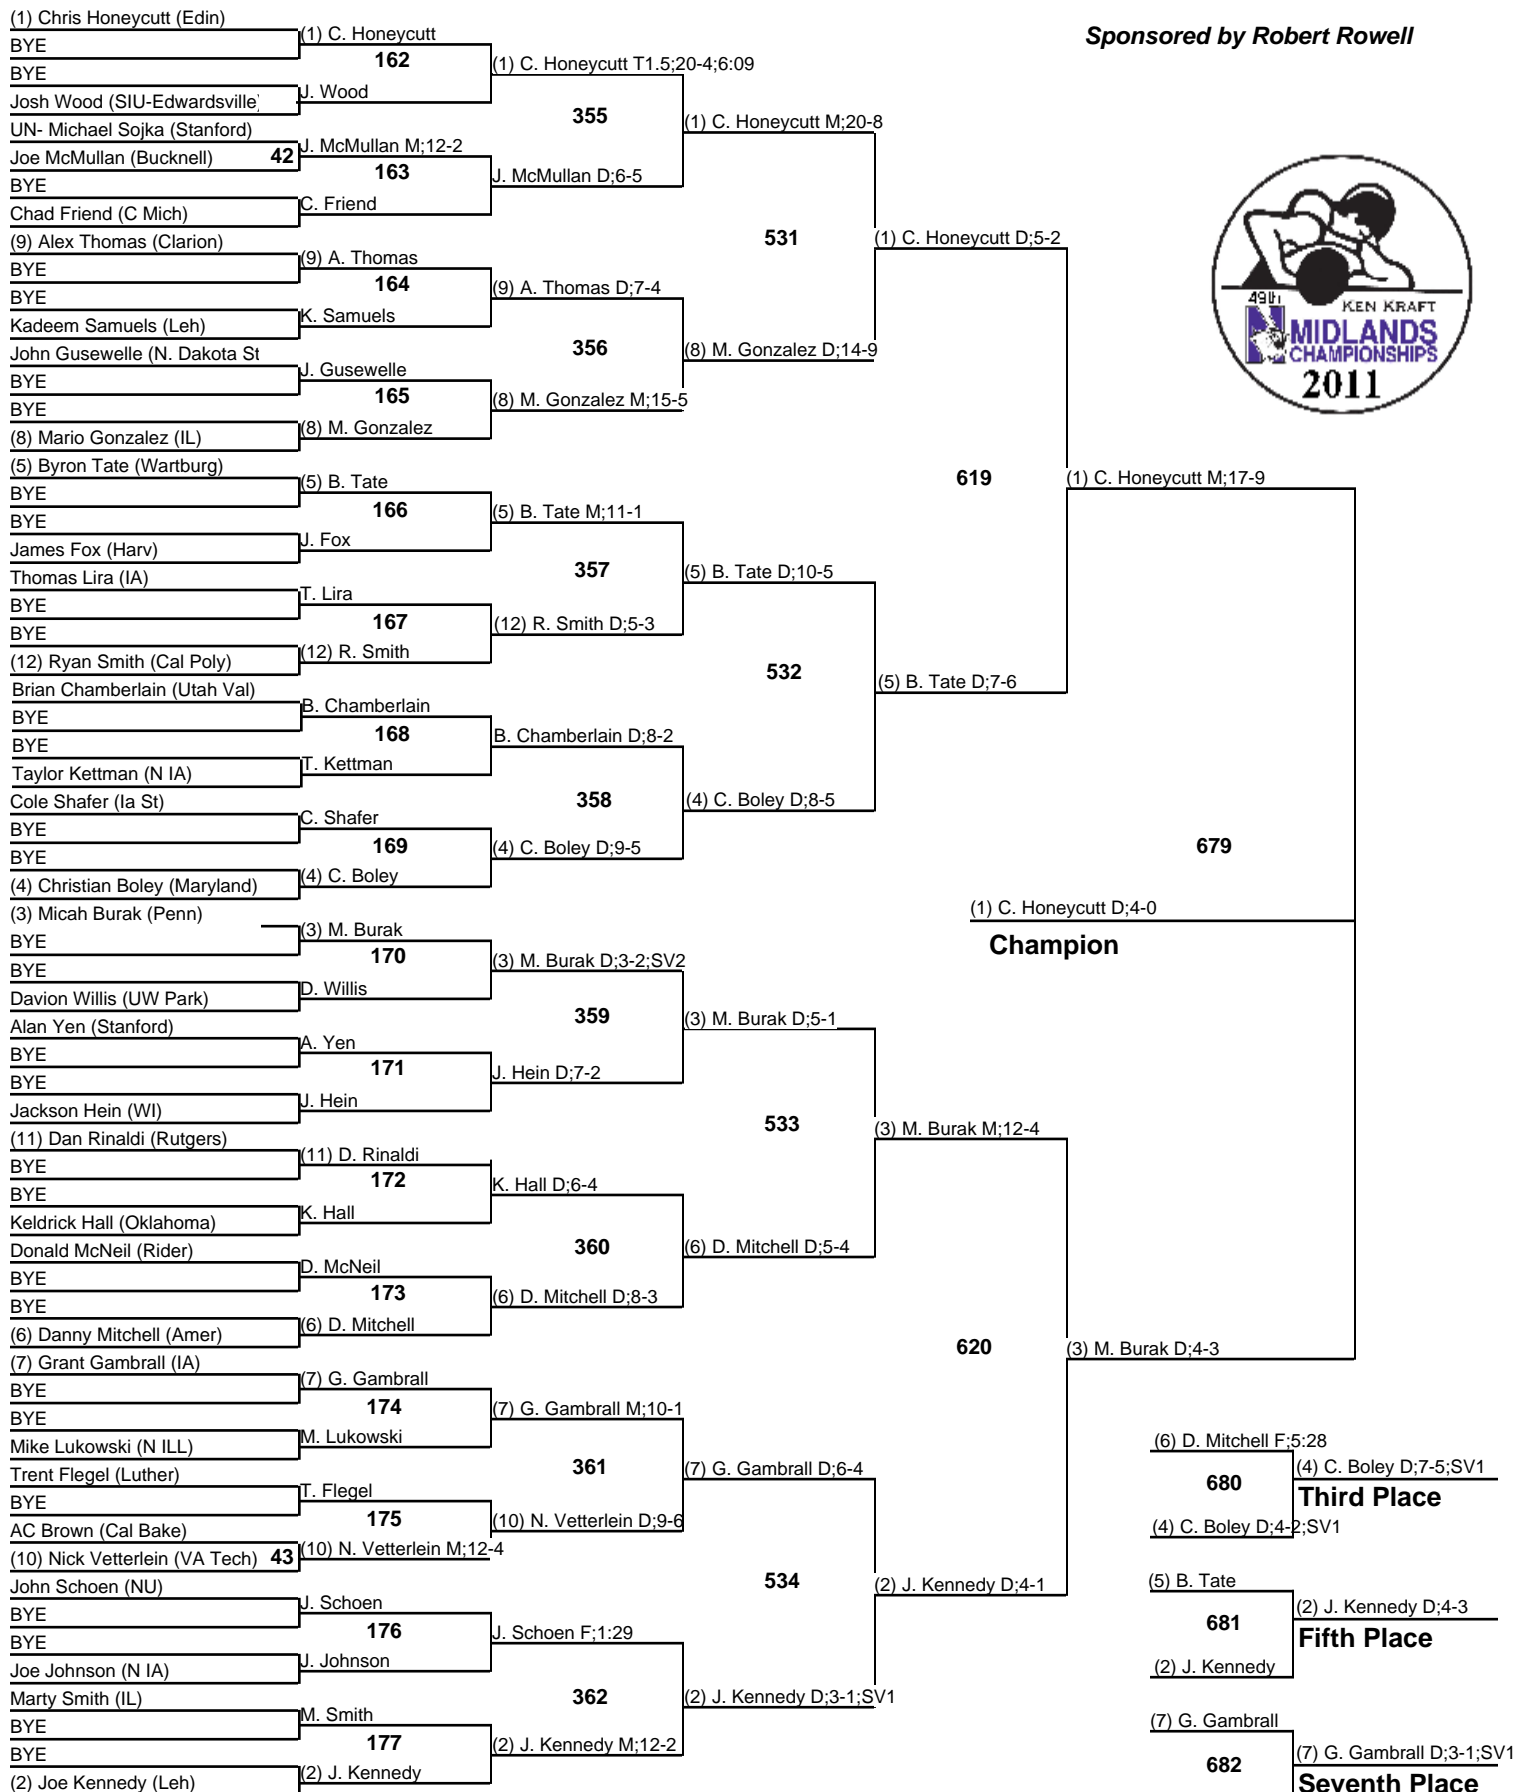 Sponsored by Robert Rowell
(1) Chris Honeycutt (Edin)
BYE
BYE
Josh Wood (SIU-Edwardsville)
UN- Michael Sojka (Stanford)
Joe McMullan (Bucknell) 42
BYE
Chad Friend (C Mich)
(9) Alex Thomas (Clarion)
BYE
BYE
Kadeem Samuels (Leh)
John Gusewelle (N. Dakota St
BYE
BYE
(8) Mario Gonzalez (IL)
(5) Byron Tate (Wartburg)
BYE
BYE
James Fox (Harv)
Thomas Lira (IA)
BYE
BYE
(12) Ryan Smith (Cal Poly)
Brian Chamberlain (Utah Val)
BYE
BYE
Taylor Kettman (N IA)
Cole Shafer (Ia St)
BYE
BYE
(4) Christian Boley (Maryland)
(3) Micah Burak (Penn)
BYE
BYE
Davion Willis (UW Park)
Alan Yen (Stanford)
BYE
BYE
Jackson Hein (WI)
(11) Dan Rinaldi (Rutgers)
BYE
BYE
Keldrick Hall (Oklahoma)
Donald McNeil (Rider)
BYE
BYE
(6) Danny Mitchell (Amer)
(7) Grant Gambrall (IA)
BYE
BYE
Mike Lukowski (N ILL)
Trent Flegel (Luther)
BYE
AC Brown (Cal Bake)
(10) Nick Vetterlein (VA Tech) 43
John Schoen (NU)
BYE
BYE
Joe Johnson (N IA)
Marty Smith (IL)
BYE
BYE
(2) Joe Kennedy (Leh)
(1) C. Honeycutt
162
J. Wood
J. McMullan M;12-2
163
C. Friend
(9) A. Thomas
164
K. Samuels
J. Gusewelle
165
(8) M. Gonzalez
(5) B. Tate
166
J. Fox
T. Lira
167
(12) R. Smith
B. Chamberlain
168
T. Kettman
C. Shafer
169
(4) C. Boley
(3) M. Burak
170
D. Willis
A. Yen
171
J. Hein
(11) D. Rinaldi
172
K. Hall
D. McNeil
173
(6) D. Mitchell
(7) G. Gambrall
174
M. Lukowski
T. Flegel
175
(10) N. Vetterlein M;12-4
J. Schoen
176
J. Johnson
M. Smith
177
(2) J. Kennedy
(1) C. Honeycutt T1.5;20-4;6:09
355
J. McMullan D;6-5
(9) A. Thomas D;7-4
356
(8) M. Gonzalez M;15-5
(5) B. Tate M;11-1
357
(12) R. Smith D;5-3
B. Chamberlain D;8-2
358
(4) C. Boley D;9-5
(3) M. Burak D;3-2;SV2
359
J. Hein D;7-2
K. Hall D;6-4
360
(6) D. Mitchell D;8-3
(7) G. Gambrall M;10-1
361
(10) N. Vetterlein D;9-6
J. Schoen F;1:29
362
(2) J. Kennedy M;12-2
(1) C. Honeycutt M;20-8
531
(8) M. Gonzalez D;14-9
(5) B. Tate D;10-5
532
(4) C. Boley D;8-5
(3) M. Burak D;5-1
533
(6) D. Mitchell D;5-4
(7) G. Gambrall D;6-4
534
(2) J. Kennedy D;3-1;SV1
(1) C. Honeycutt D;5-2
619
(5) B. Tate D;7-6
(3) M. Burak M;12-4
620
(2) J. Kennedy D;4-1
(1) C. Honeycutt M;17-9
679
(3) M. Burak D;4-3
(1) C. Honeycutt D;4-0
Champion
49th
KEN KRAFT
N
MIDLANDS
CHAMPIONSHIPS
2011
(6) D. Mitchell F;5:28
680
(4) C. Boley D;4-2;SV1
(4) C. Boley D;7-5;SV1
Third Place
(5) B. Tate
681
(2) J. Kennedy
(2) J. Kennedy D;4-3
Fifth Place
(7) G. Gambrall
682
(7) G. Gambrall D;3-1;SV1
Seventh Place